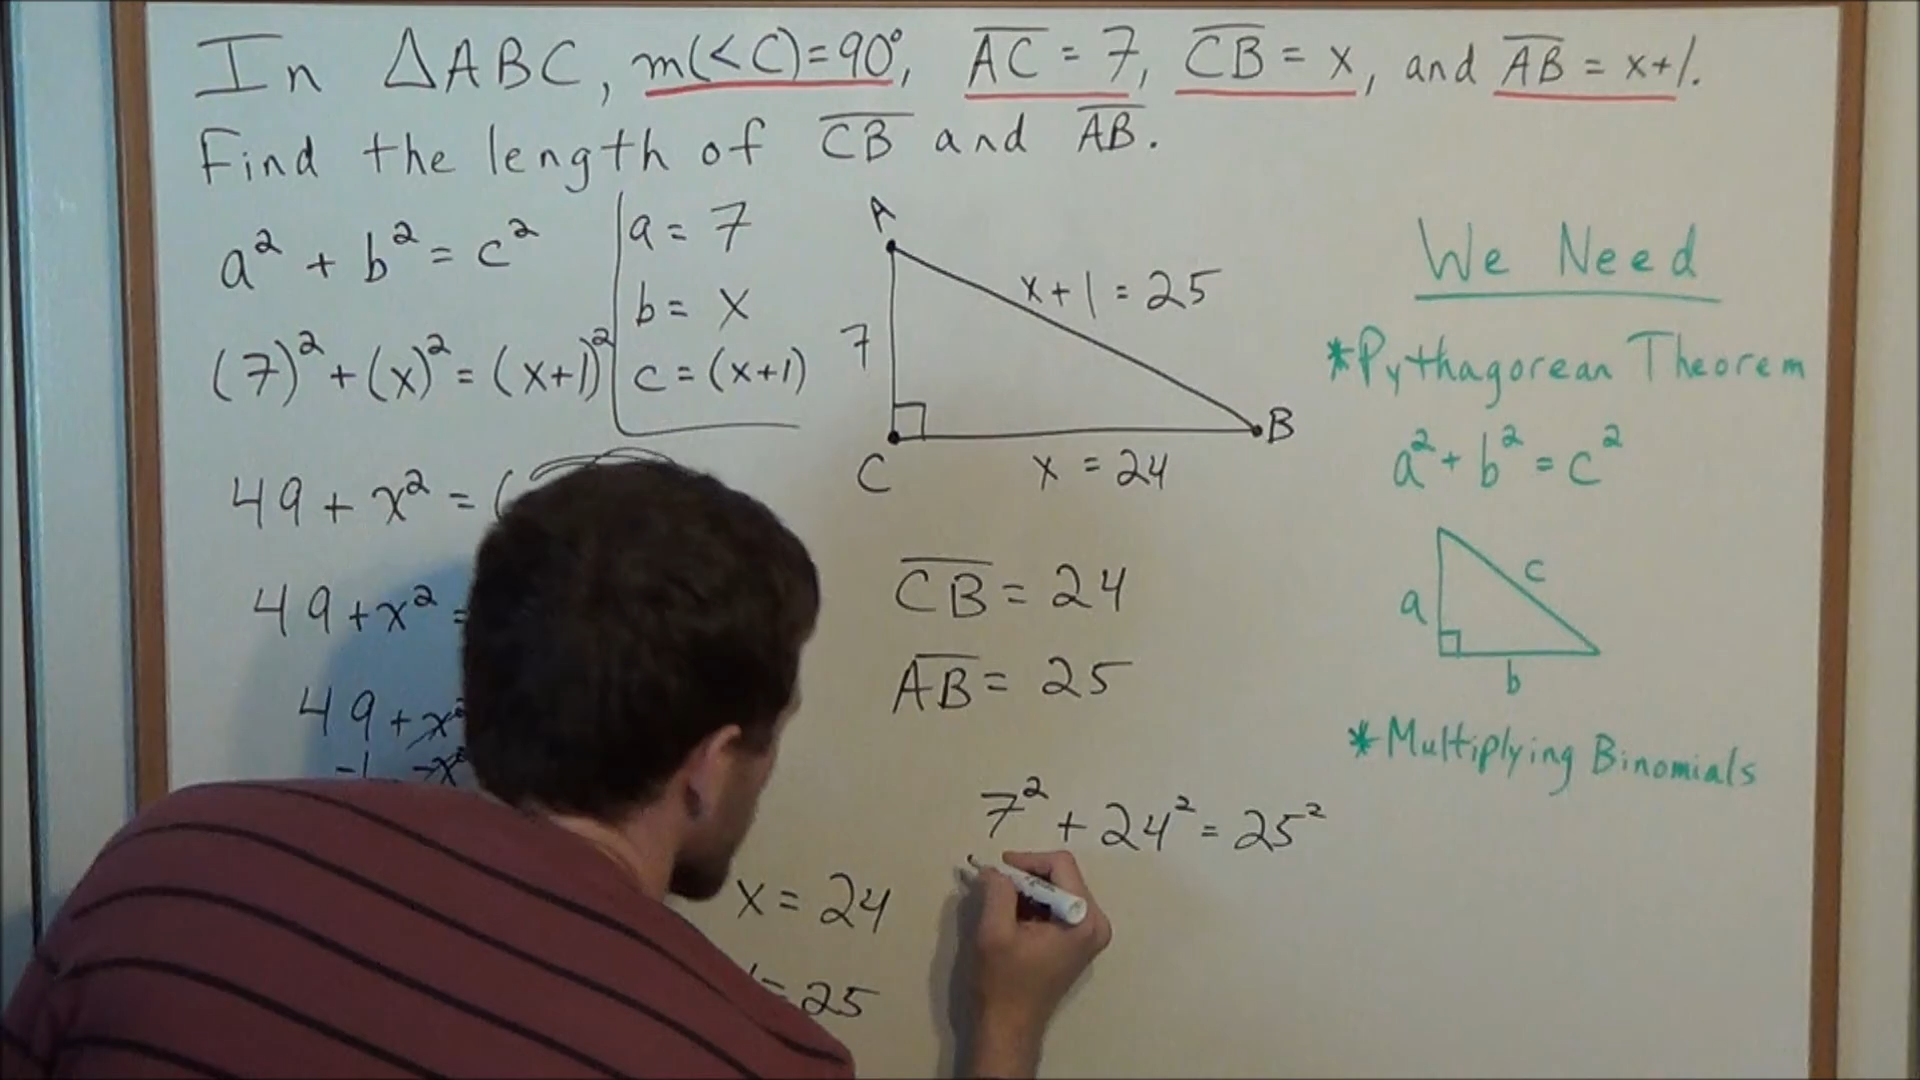 In △ABC, m(<C)=90°, AC = 7, CB = x, and AB = x+1.
Find the length of CB and AB.
a² + b² = c²
(7)² + (x)² = (x+1)²
49 + x² = (
49 + x² =
49 + x²
-1 -x²
x = 24
= 25
a = 7
b = x
c = (x+1)
A
x+1 = 25
7
B
C
x = 24
CB = 24
AB = 25
7² + 24² = 25²
We Need
*Pythagorean Theorem
a² + b² = c²
c
a
b
*Multiplying Binomials